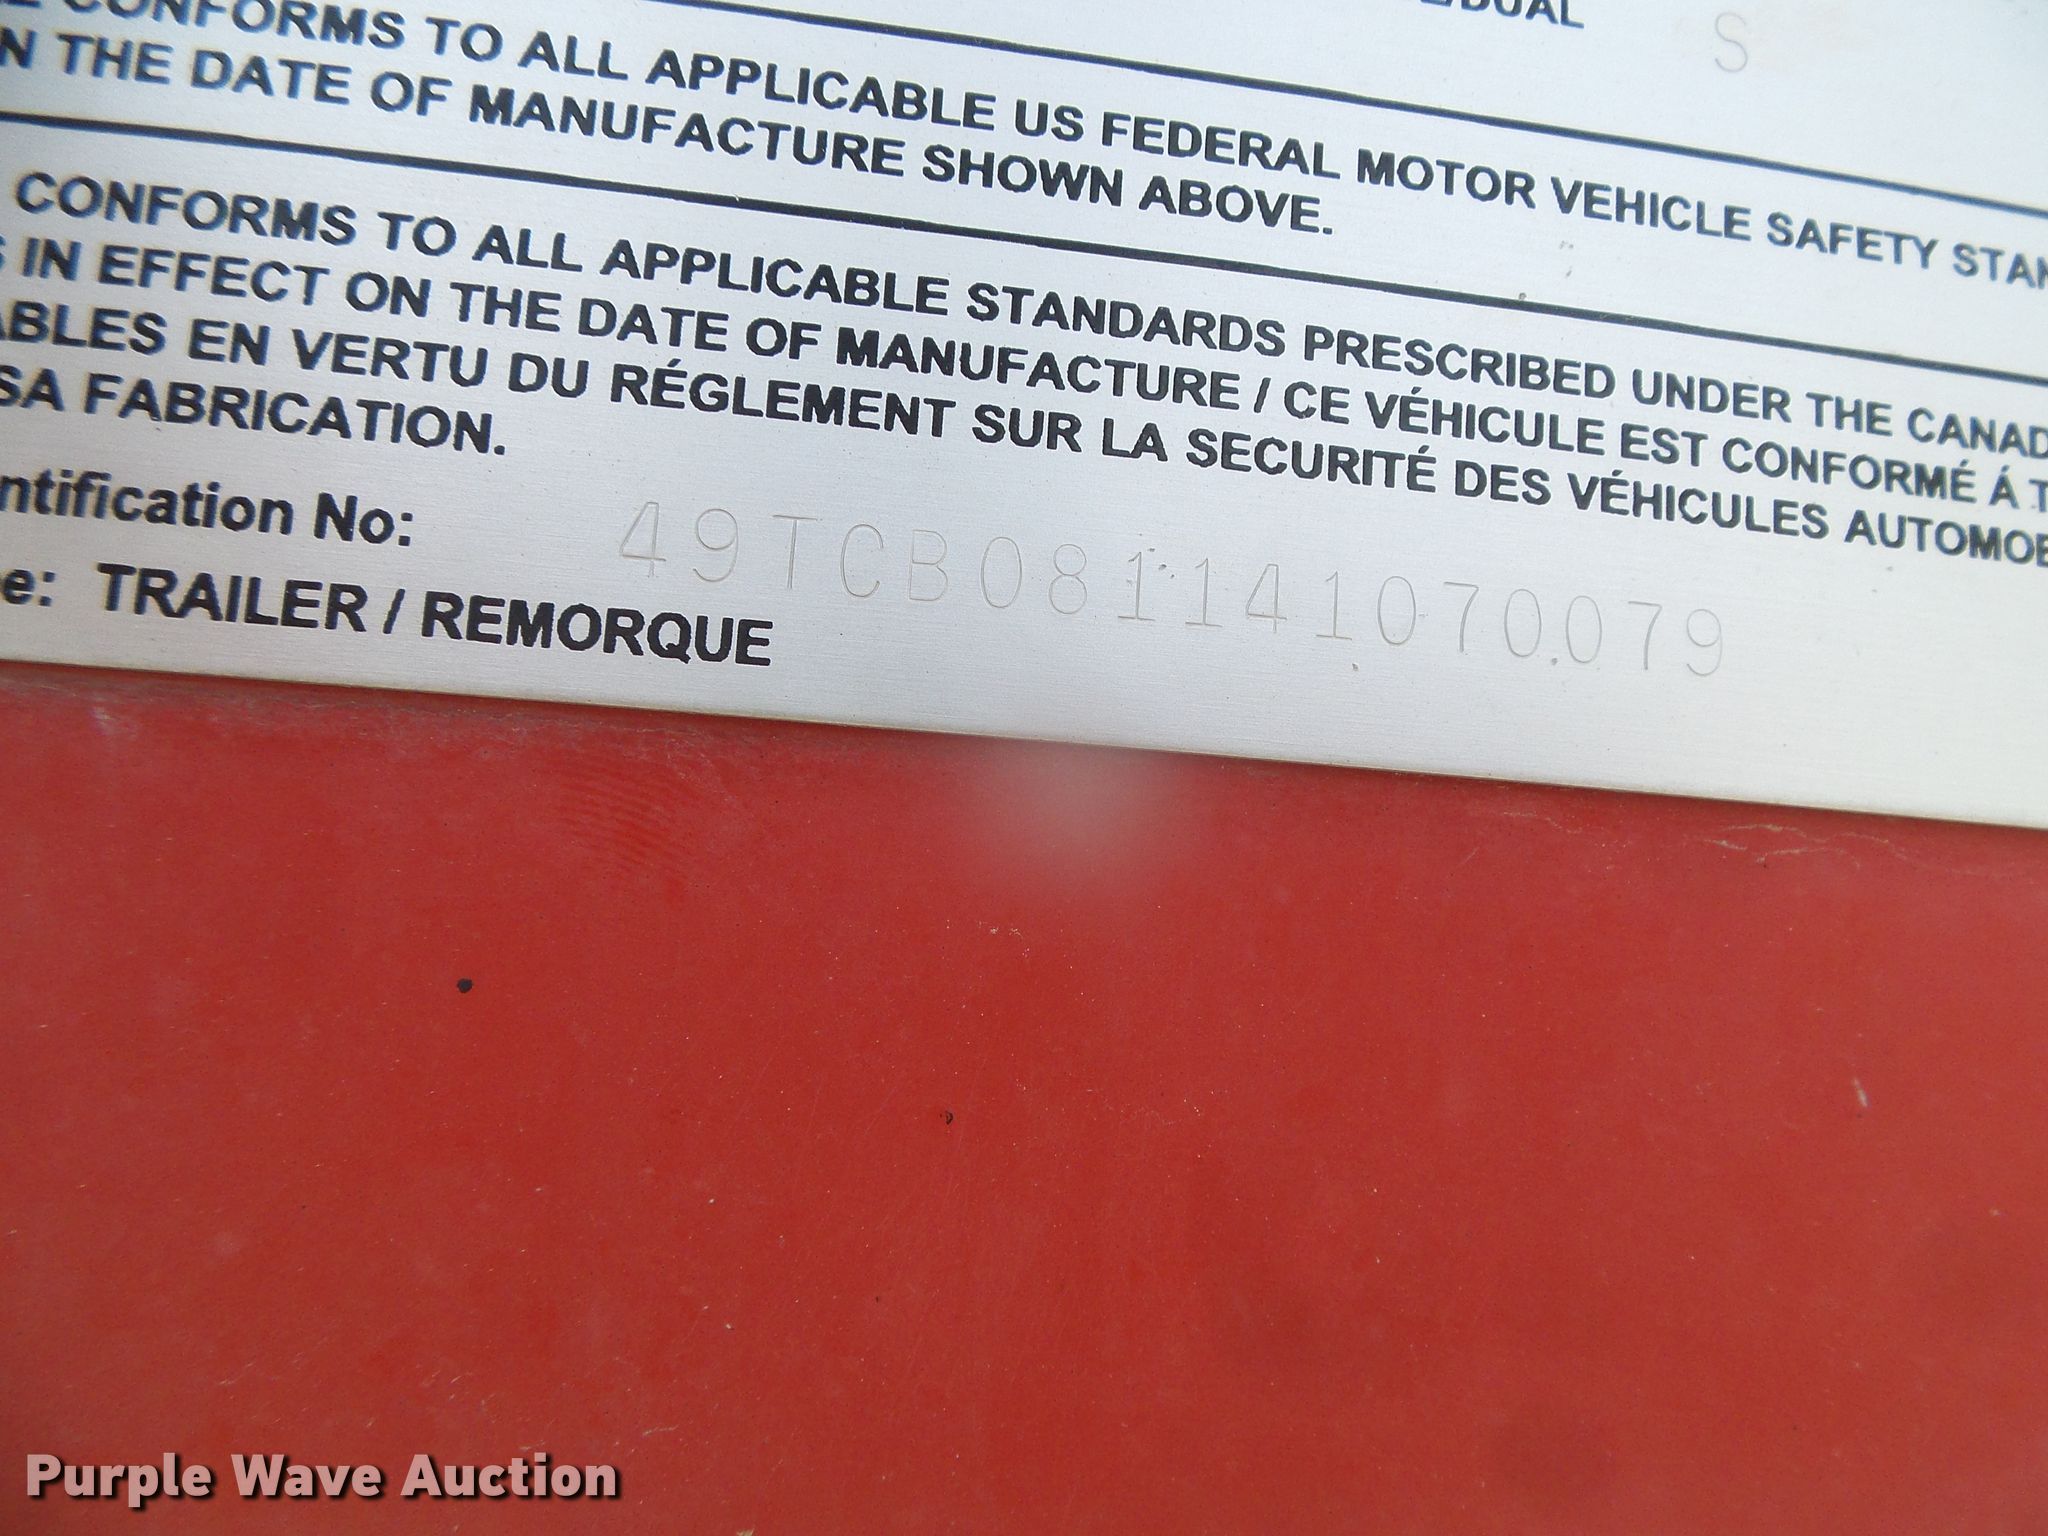 DUAL S
CONFORMS TO ALL APPLICABLE US FEDERAL MOTOR VEHICLE SAFETY STAN
N THE DATE OF MANUFACTURE SHOWN ABOVE.
CONFORMS TO ALL APPLICABLE STANDARDS PRESCRIBED UNDER THE CANAD
S IN EFFECT ON THE DATE OF MANUFACTURE / CE VÉHICULE EST CONFORMÉ Á T
ABLES EN VERTU DU RÉGLEMENT SUR LA SECURITÉ DES VÉHICULES AUTOMOB
SA FABRICATION.
ntification No: 49TCB081141070079
e: TRAILER / REMORQUE
Purple Wave Auction